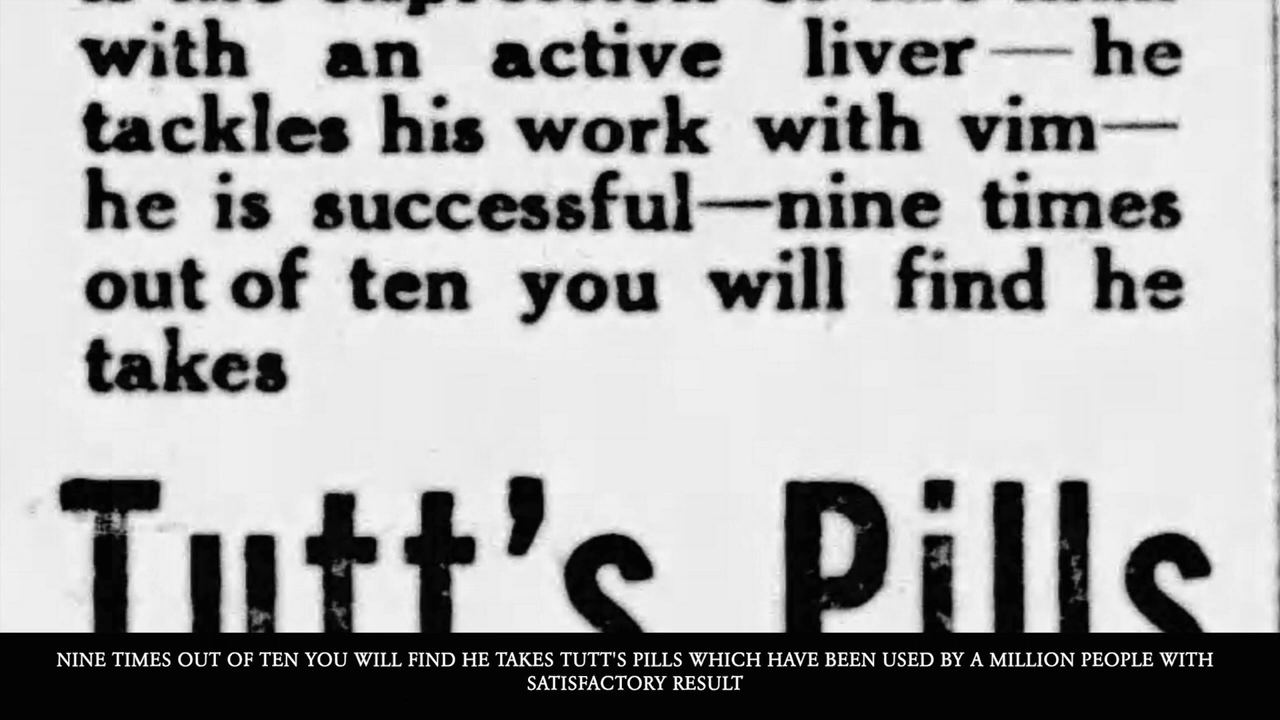 with an active liver — he
tackles his work with vim—
he is successful—nine times
out of ten you will find he
takes
Tutt's Pills
NINE TIMES OUT OF TEN YOU WILL FIND HE TAKES TUTT'S PILLS WHICH HAVE BEEN USED BY A MILLION PEOPLE WITH
SATISFACTORY RESULT